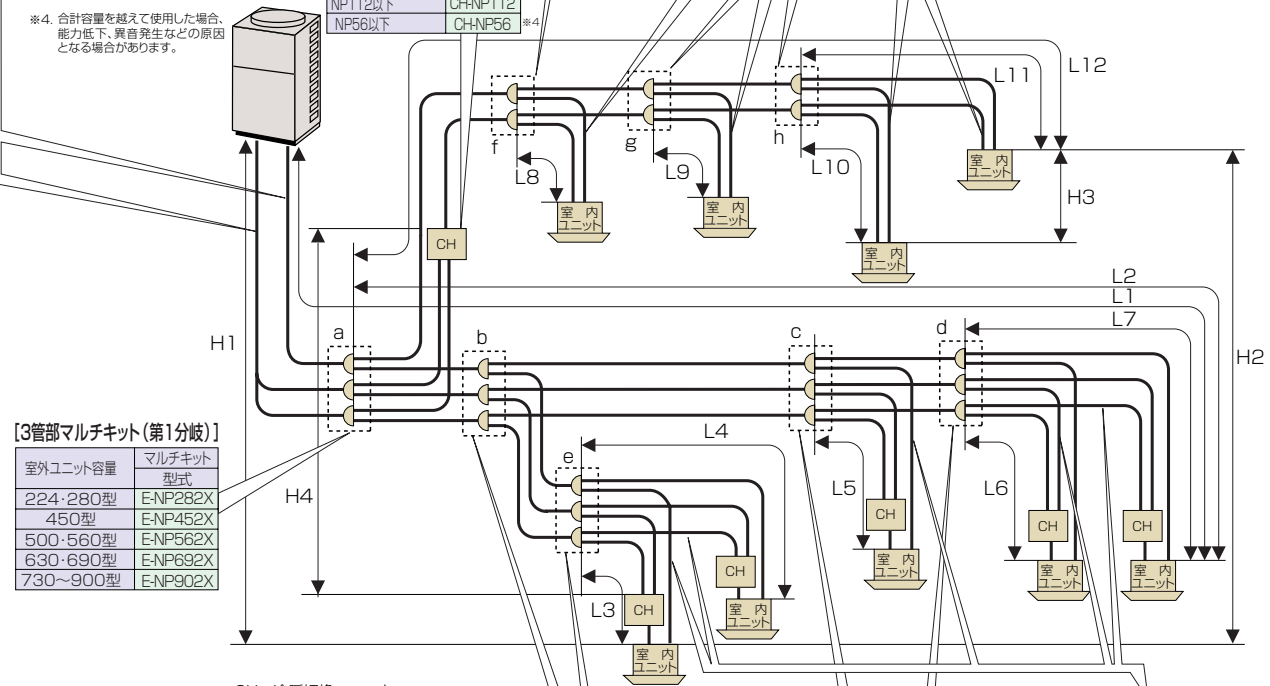 ※4. 合計容量を越えて使用した場合、
能力低下、異音発生などの原因
となる場合があります。
NP112以下 CH-NP112
NP56以下 CH-NP56 ※4
L12
L11
f
g
h
L8
L9
L10
H3
室 内
ユニット
室 内
ユニット
室 内
ユニット
室 内
ユニット
CH
L2
L1
L7
H1
H2
a
b
c
d
[3管部マルチキット(第1分岐)]
室外ユニット容量 マルチキット
型式
224・280型 E-NP282X
450型 E-NP452X
500・560型 E-NP562X
630・690型 E-NP692X
730〜900型 E-NP902X
H4
e
L4
L5
L6
L3
CH
CH
CH
CH
CH
室 内
ユニット
室 内
ユニット
室 内
ユニット
室 内
ユニット
室 内
ユニット